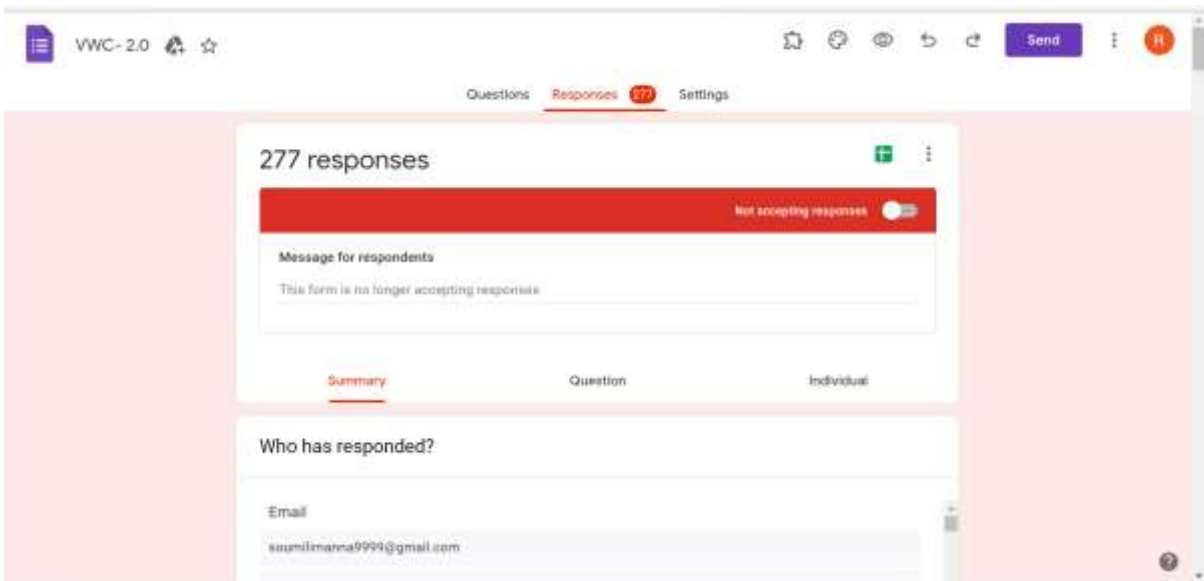 VWC- 2.0
Send
H
Questions Responses 277 Settings
277 responses
Not accepting responses
Message for respondents
This form is no longer accepting responses
Summary Question Individual
Who has responded?
Email
soumilimanna9999@gmail.com